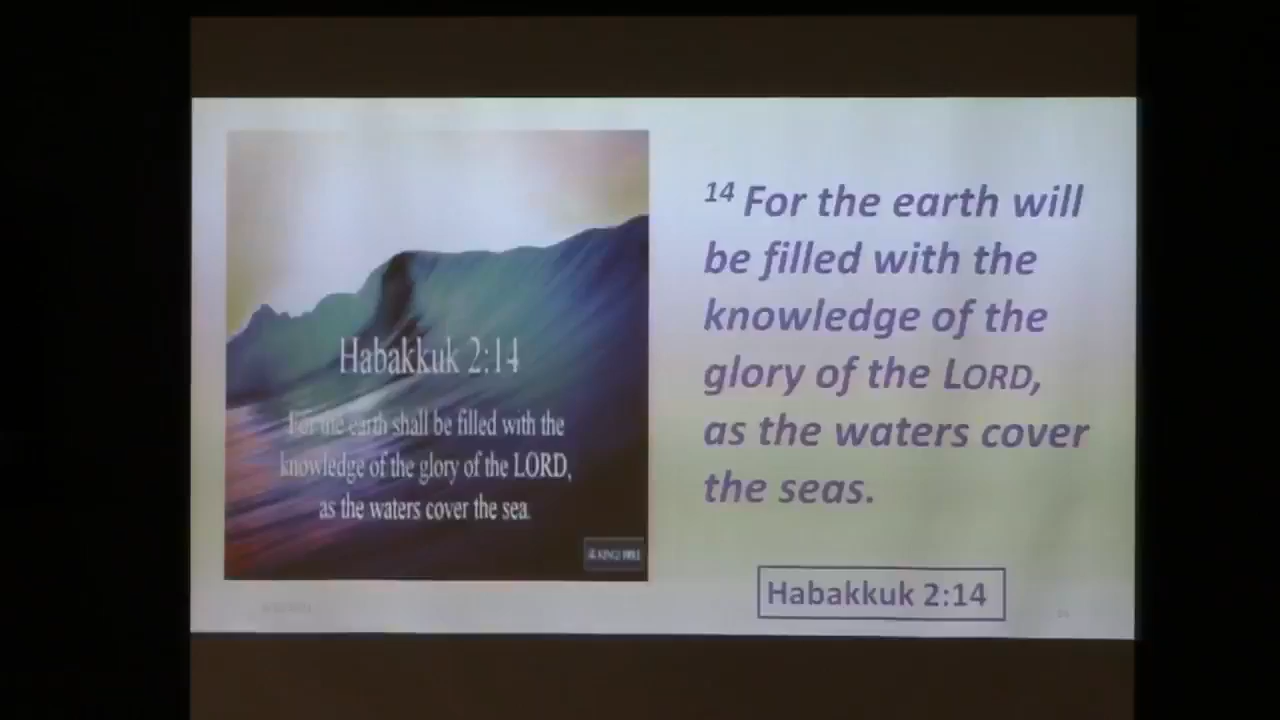 Habakkuk 2:14
For the earth shall be filled with the
knowledge of the glory of the LORD,
as the waters cover the sea.
14 For the earth will
be filled with the
knowledge of the
glory of the LORD,
as the waters cover
the seas.
Habakkuk 2:14